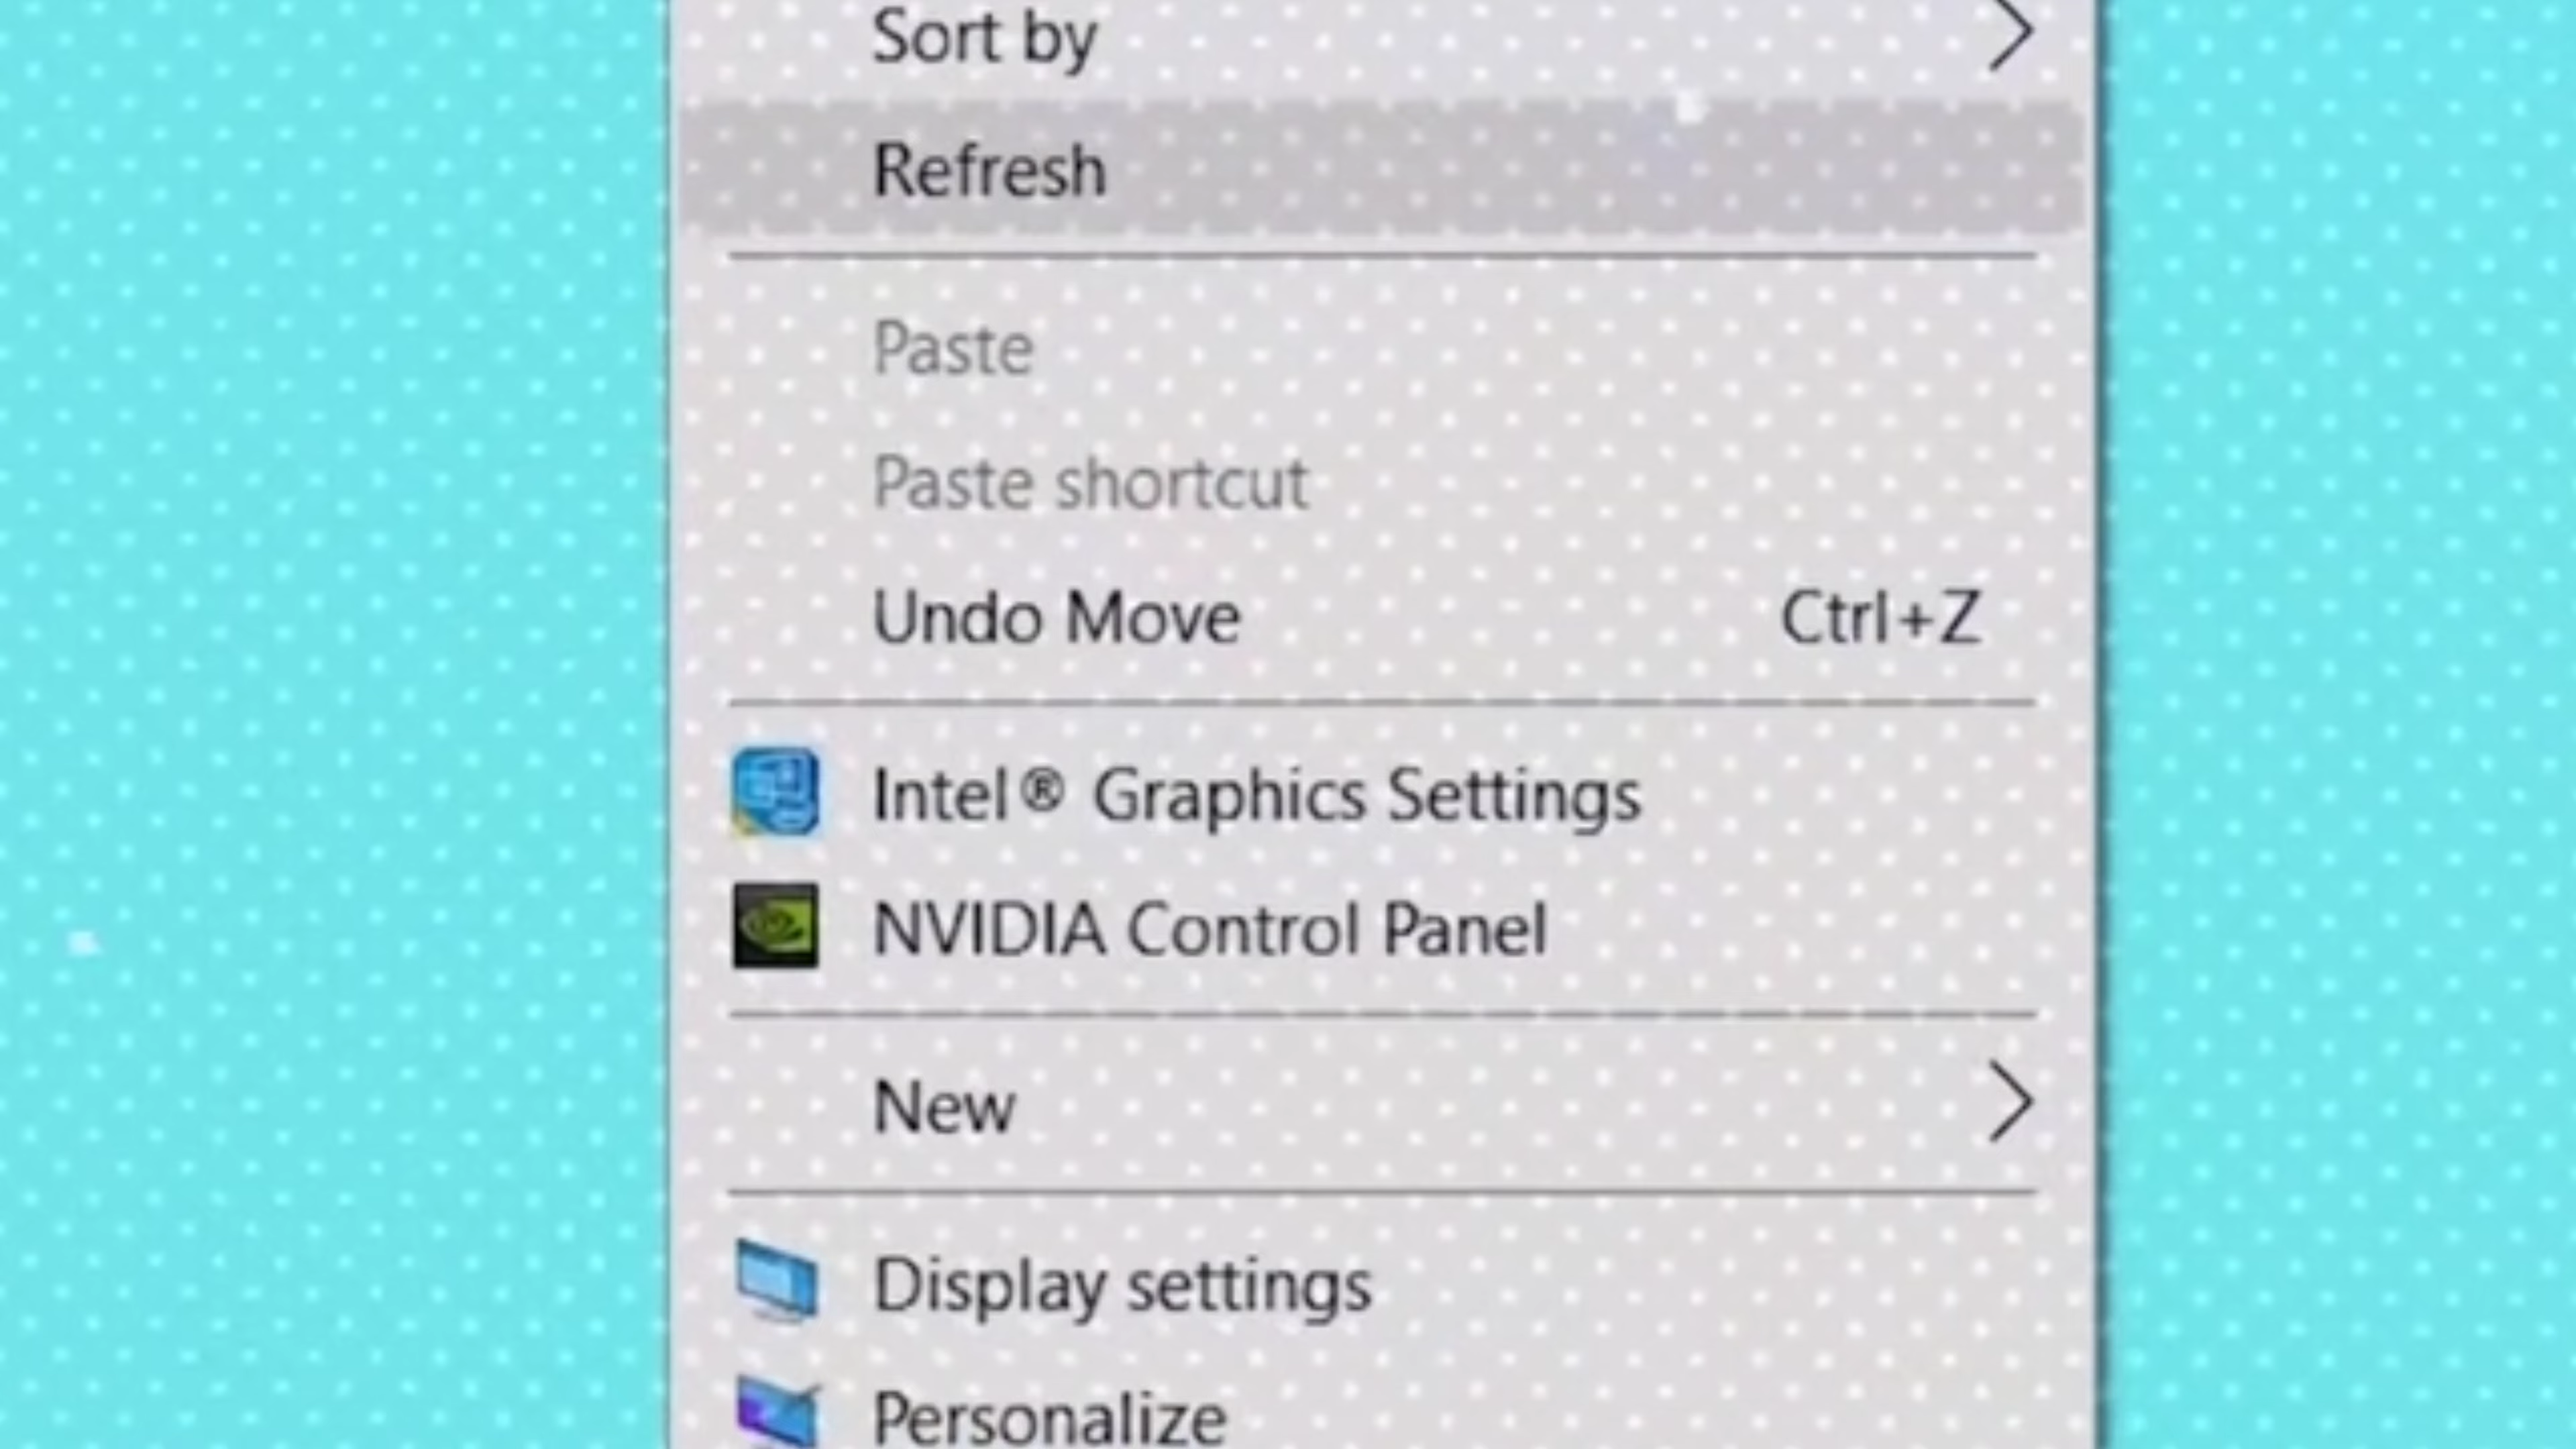 Sort by
Refresh
Paste
Paste shortcut
Undo Move Ctrl+Z
Intel® Graphics Settings
NVIDIA Control Panel
New
Display settings
Personalize